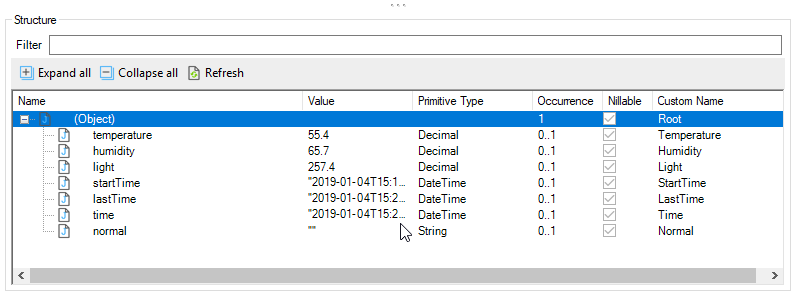 Structure
Filter
Expand all Collapse all Refresh
Name Value Primitive Type Occurrence Nillable Custom Name
(Object) 1 Root
temperature 55.4 Decimal 0..1 Temperature
humidity 65.7 Decimal 0..1 Humidity
light 257.4 Decimal 0..1 Light
startTime "2019-01-04T15:1... DateTime 0..1 StartTime
lastTime "2019-01-04T15:2... DateTime 0..1 LastTime
time "2019-01-04T15:2... DateTime 0..1 Time
normal "" String 0..1 Normal